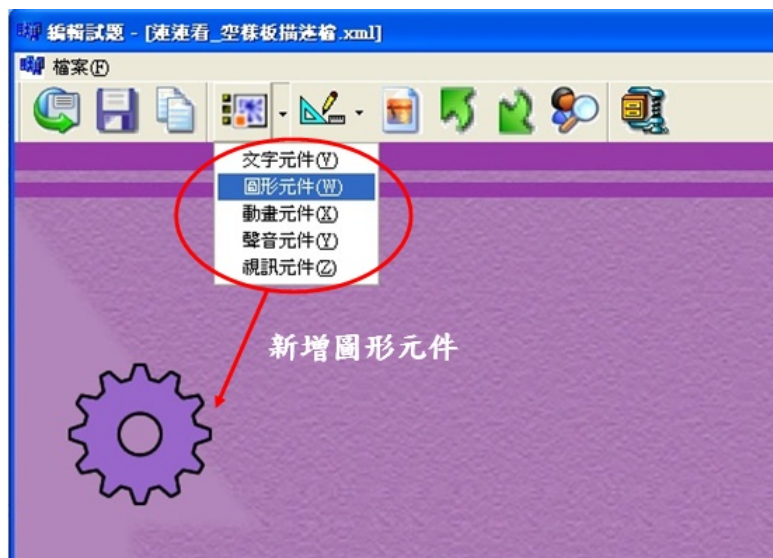 編輯試題 - [連連看_空樣板描述檔.xml]
檔案(F)
文字元件(V)
圖形元件(W)
動畫元件(X)
聲音元件(Y)
視訊元件(Z)
新增圖形元件